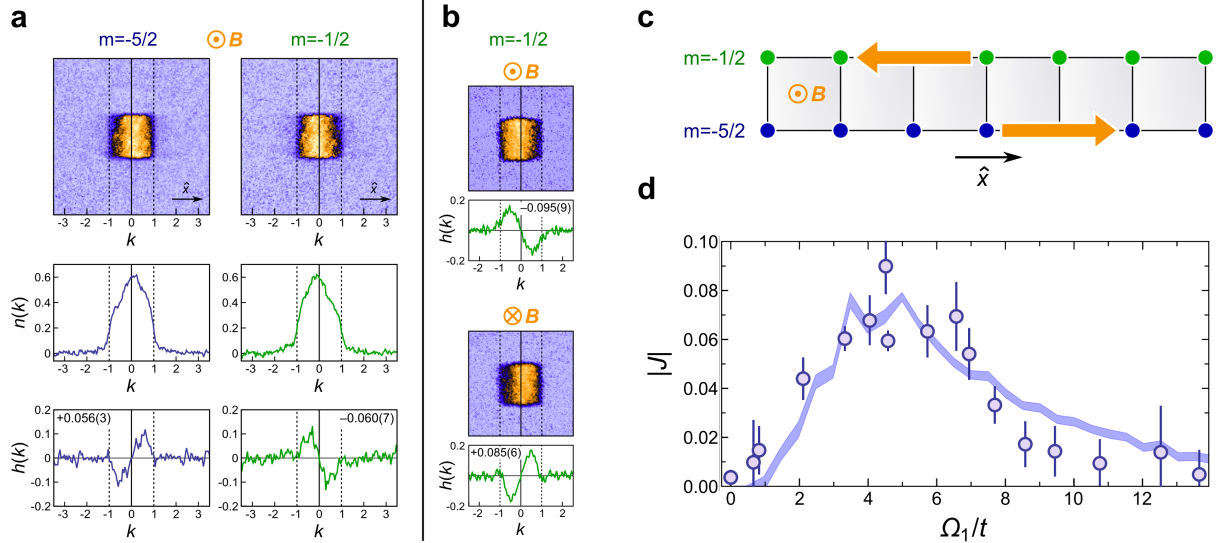 a
m=-5/2 ⊙ B m=-1/2
x̂ x̂
-3 -2 -1 0 1 2 3 -3 -2 -1 0 1 2 3
k k
n(k)
0.6
0.4
0.2
0
-3 -2 -1 0 1 2 3 -3 -2 -1 0 1 2 3
k k
h(k)
0.2
0.1
0
-0.1
-0.2
+0.056(3) –0.060(7)
-3 -2 -1 0 1 2 3 -3 -2 -1 0 1 2 3
k k
b
m=-1/2
⊙ B
h(k)
0.2
0
-0.2
–0.095(9)
-2 -1 0 1 2
k
⊗ B
h(k)
0.2
0
-0.2
+0.085(6)
-2 -1 0 1 2
k
c
m=-1/2
⊙ B
m=-5/2
x̂
d
|J|
0.10
0.08
0.06
0.04
0.02
0.00
0 2 4 6 8 10 12
Ω₁/t